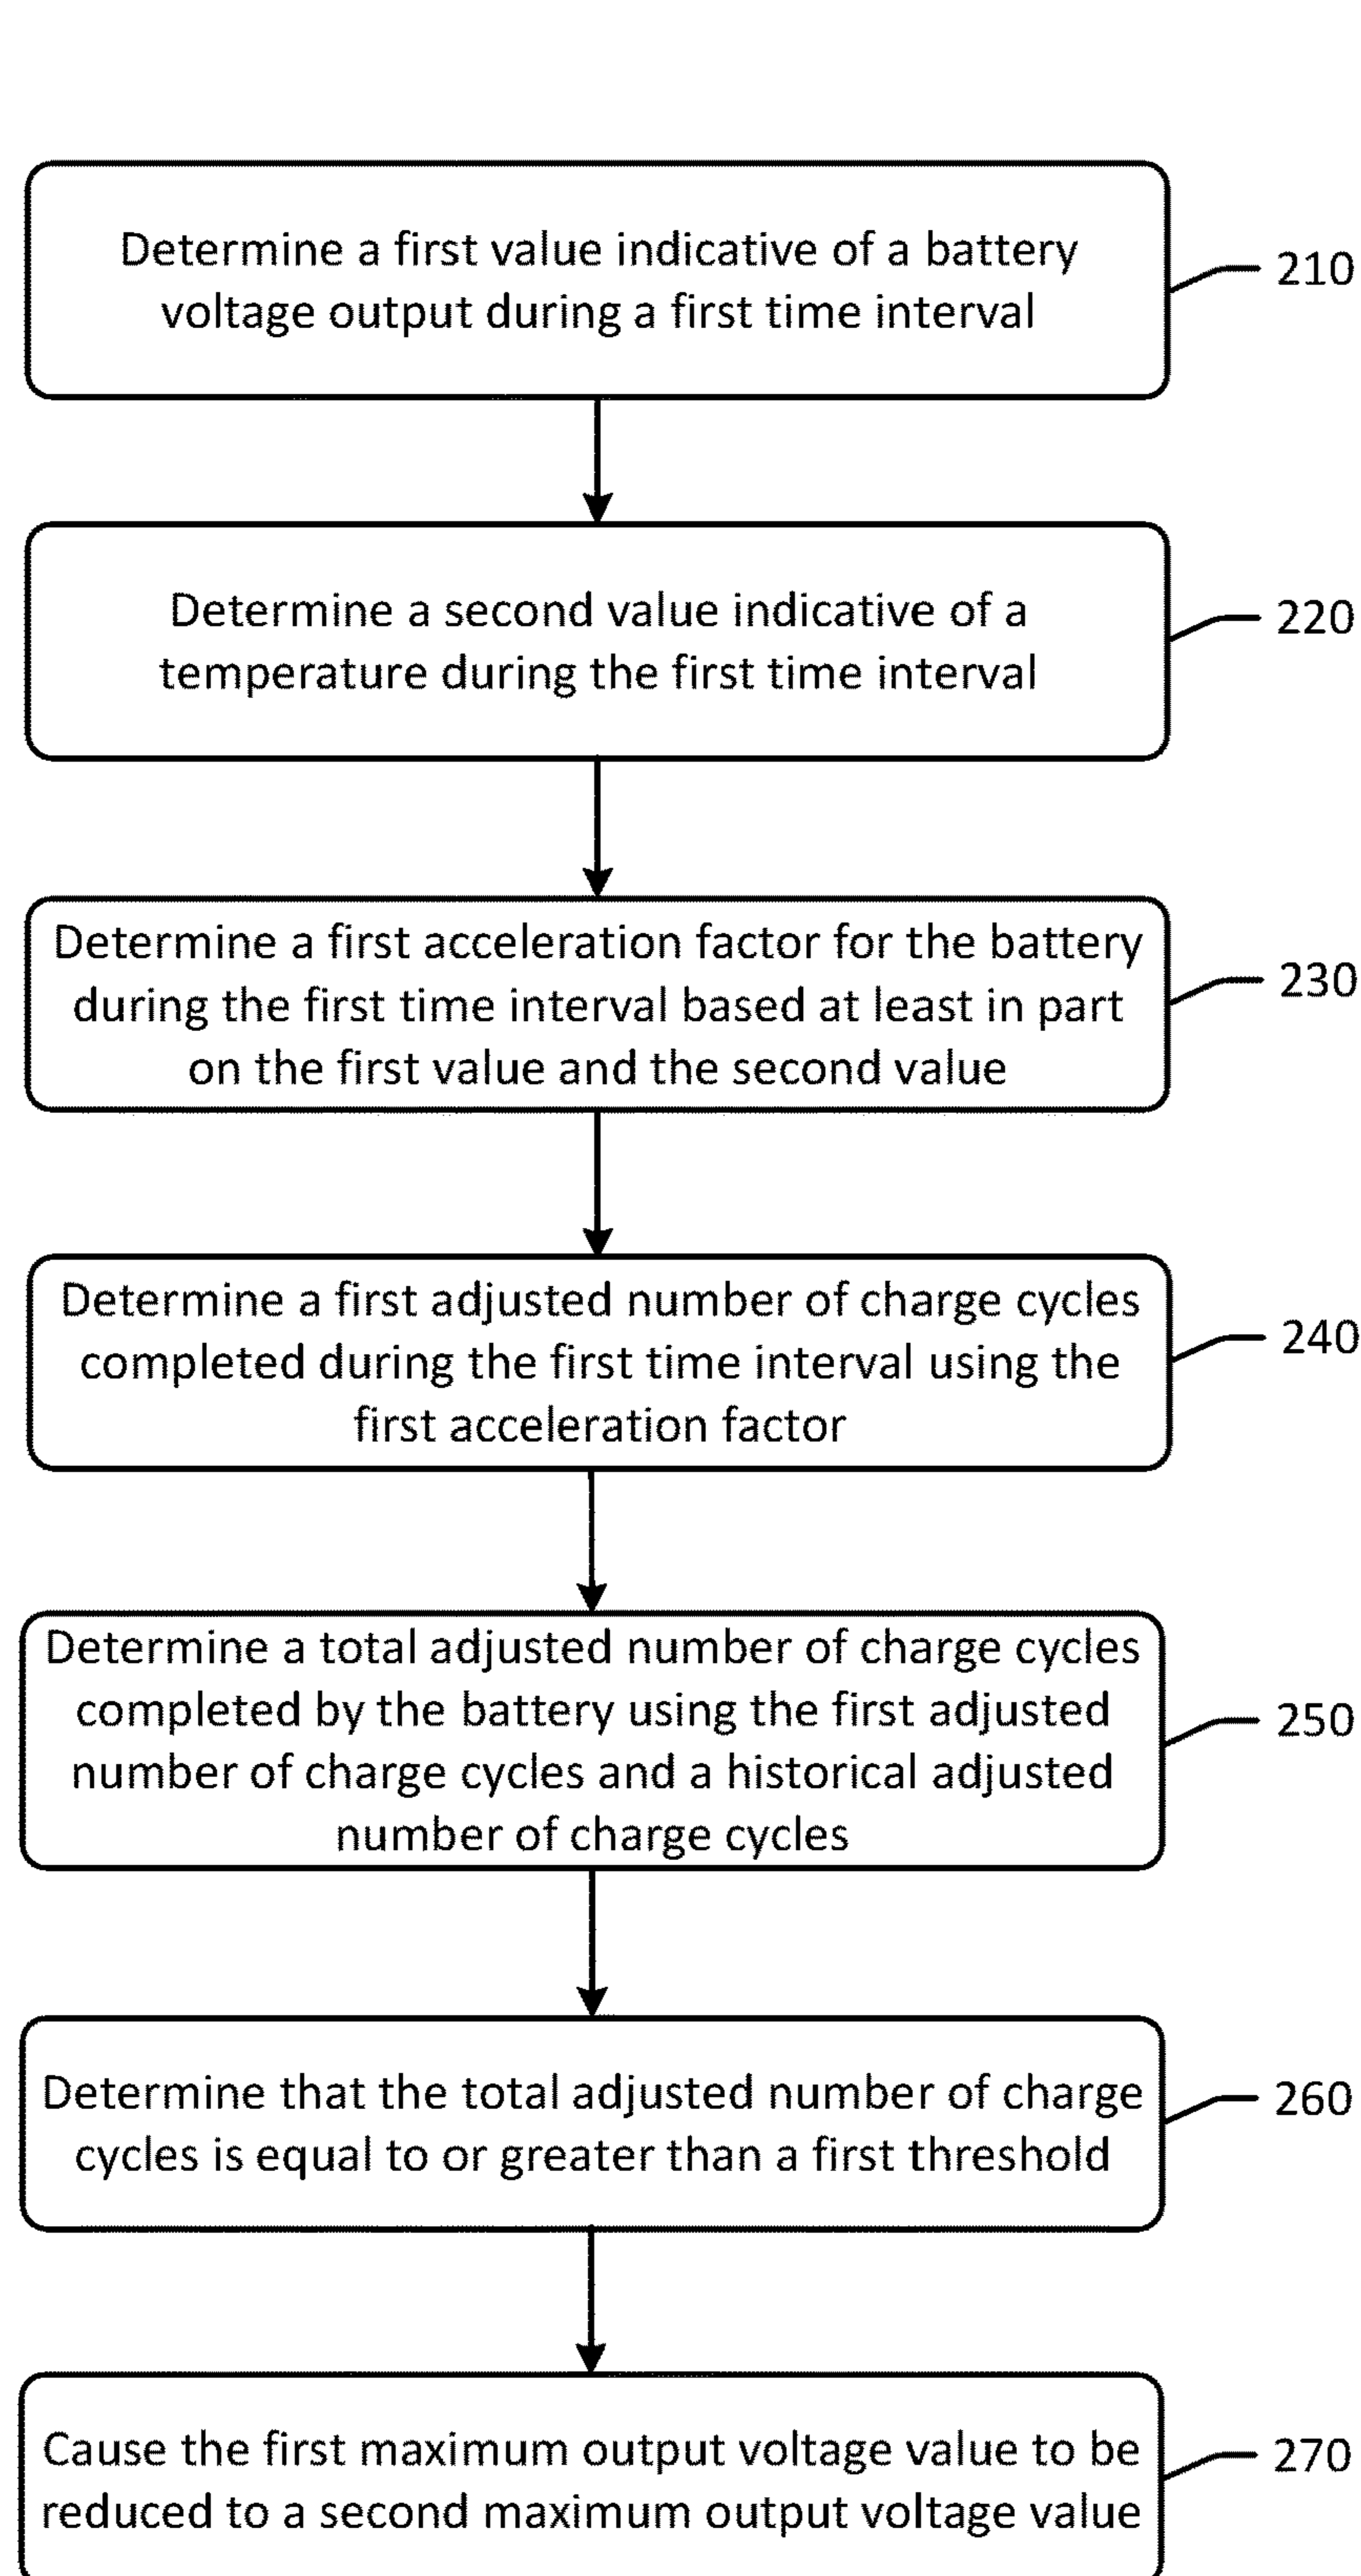 Determine a first value indicative of a battery
voltage output during a first time interval
210
Determine a second value indicative of a
temperature during the first time interval
220
Determine a first acceleration factor for the battery
during the first time interval based at least in part
on the first value and the second value
230
Determine a first adjusted number of charge cycles
completed during the first time interval using the
first acceleration factor
240
Determine a total adjusted number of charge cycles
completed by the battery using the first adjusted
number of charge cycles and a historical adjusted
number of charge cycles
250
Determine that the total adjusted number of charge
cycles is equal to or greater than a first threshold
260
Cause the first maximum output voltage value to be
reduced to a second maximum output voltage value
270